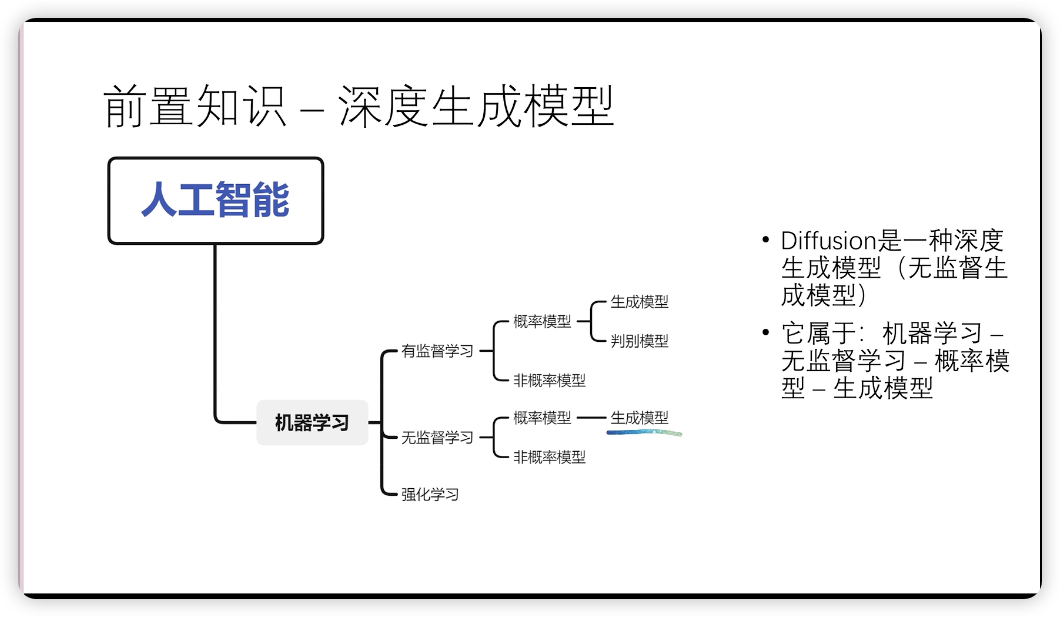 前置知识 – 深度生成模型
人工智能
机器学习
有监督学习
概率模型
生成模型
判别模型
非概率模型
无监督学习
概率模型
生成模型
非概率模型
强化学习
• Diffusion是一种深度
生成模型（无监督生
成模型）
• 它属于：机器学习 –
无监督学习 – 概率模
型 – 生成模型